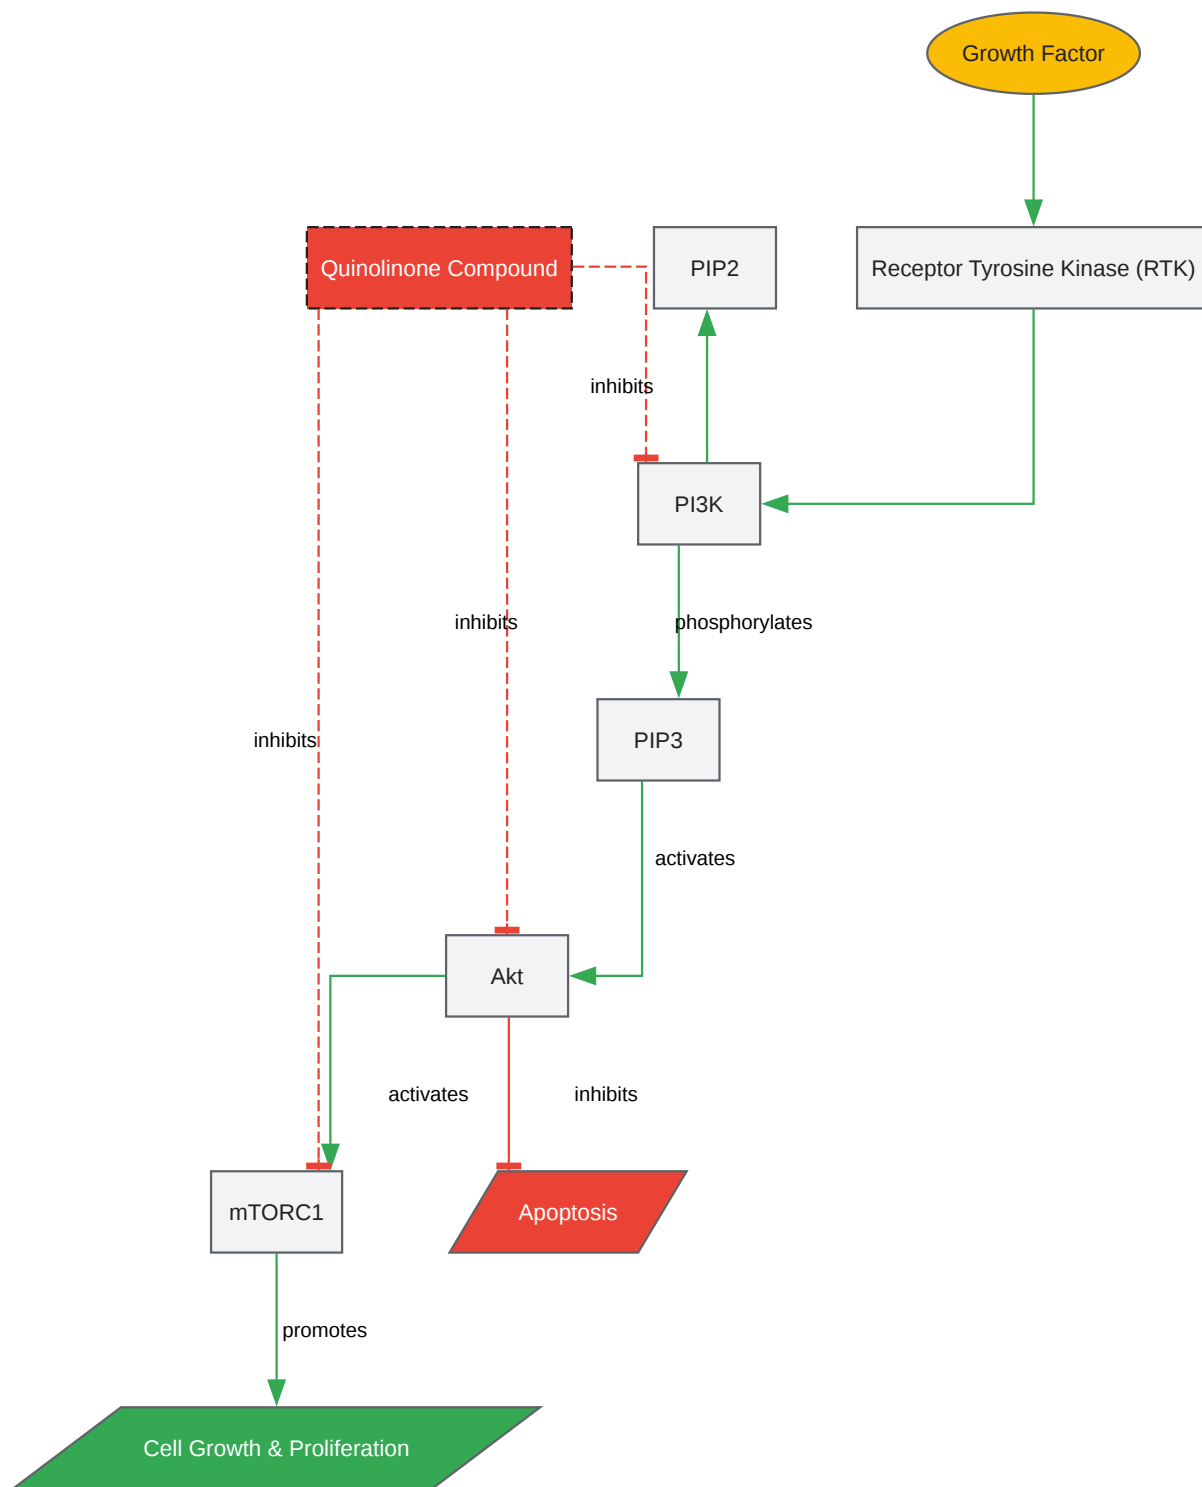 Growth Factor
Quinolinone Compound
PIP2
Receptor Tyrosine Kinase (RTK)
inhibits
PI3K
inhibits
phosphorylates
inhibits
PIP3
activates
Akt
activates
inhibits
mTORC1
Apoptosis
promotes
Cell Growth & Proliferation